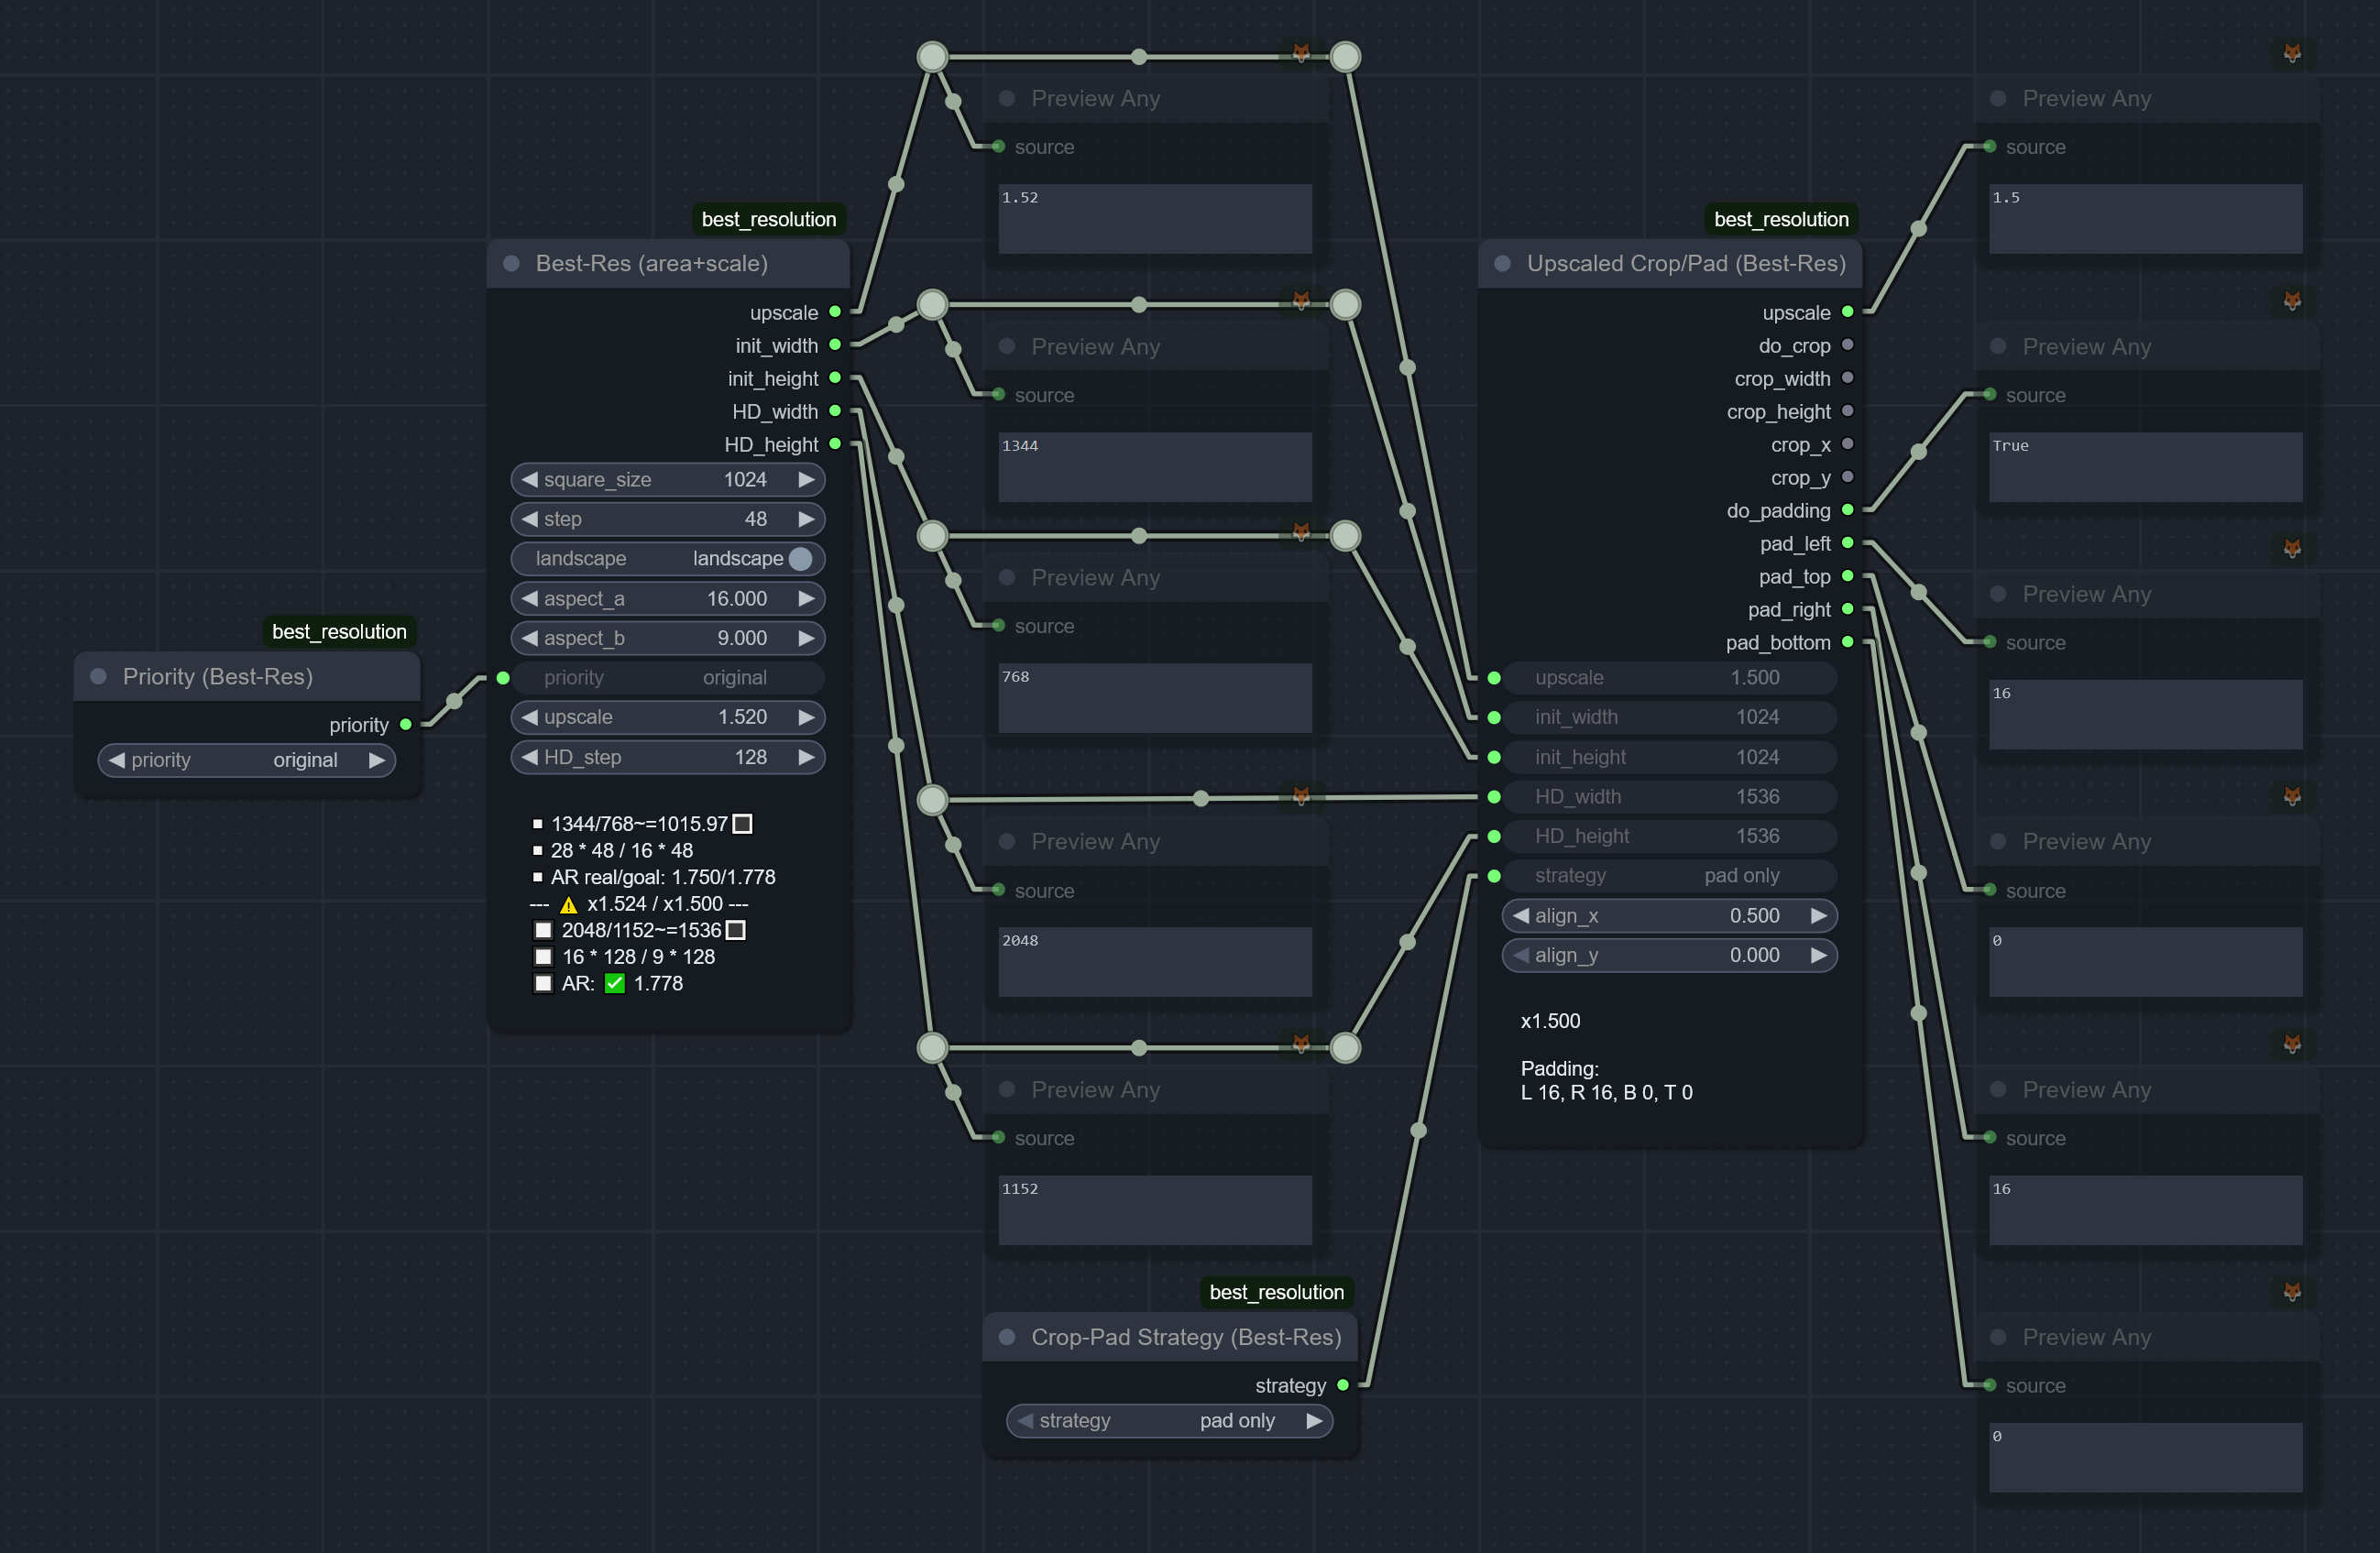 best_resolution
Priority (Best-Res)
priority
priority original
best_resolution
Best-Res (area+scale)
upscale
init_width
init_height
HD_width
HD_height
square_size 1024
step 48
landscape landscape
aspect_a 16.000
aspect_b 9.000
priority original
upscale 1.520
HD_step 128
1344/768~=1015.97
28 * 48 / 16 * 48
AR real/goal: 1.750/1.778
--- ⚠ x1.524 / x1.500 ---
2048/1152~=1536
16 * 128 / 9 * 128
AR: ✅ 1.778
Preview Any
source
1.52
Preview Any
source
1344
Preview Any
source
768
Preview Any
source
2048
Preview Any
source
1152
best_resolution
Crop-Pad Strategy (Best-Res)
strategy
strategy pad only
best_resolution
Upscaled Crop/Pad (Best-Res)
upscale
do_crop
crop_width
crop_height
crop_x
crop_y
do_padding
pad_left
pad_top
pad_right
pad_bottom
upscale 1.500
init_width 1024
init_height 1024
HD_width 1536
HD_height 1536
strategy pad only
align_x 0.500
align_y 0.000
x1.500
Padding:
L 16, R 16, B 0, T 0
Preview Any
source
1.5
Preview Any
source
True
Preview Any
source
16
Preview Any
source
0
Preview Any
source
16
Preview Any
source
0